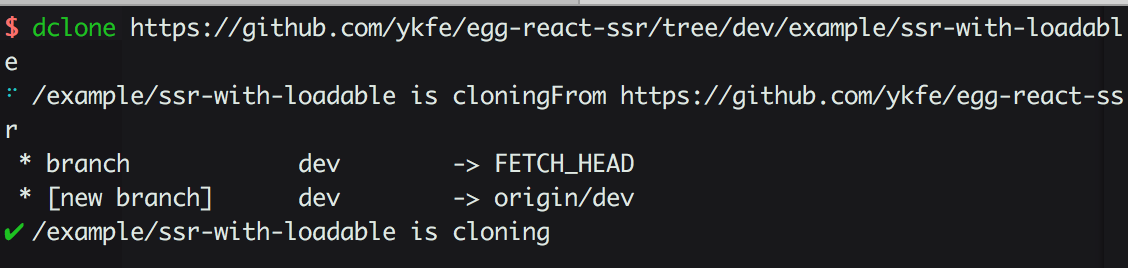 $ dclone https://github.com/ykfe/egg-react-ssr/tree/dev/example/ssr-with-loadabl
e
⠋ /example/ssr-with-loadable is cloningFrom https://github.com/ykfe/egg-react-ss
r
 * branch            dev        -> FETCH_HEAD
 * [new branch]      dev        -> origin/dev
✔ /example/ssr-with-loadable is cloning